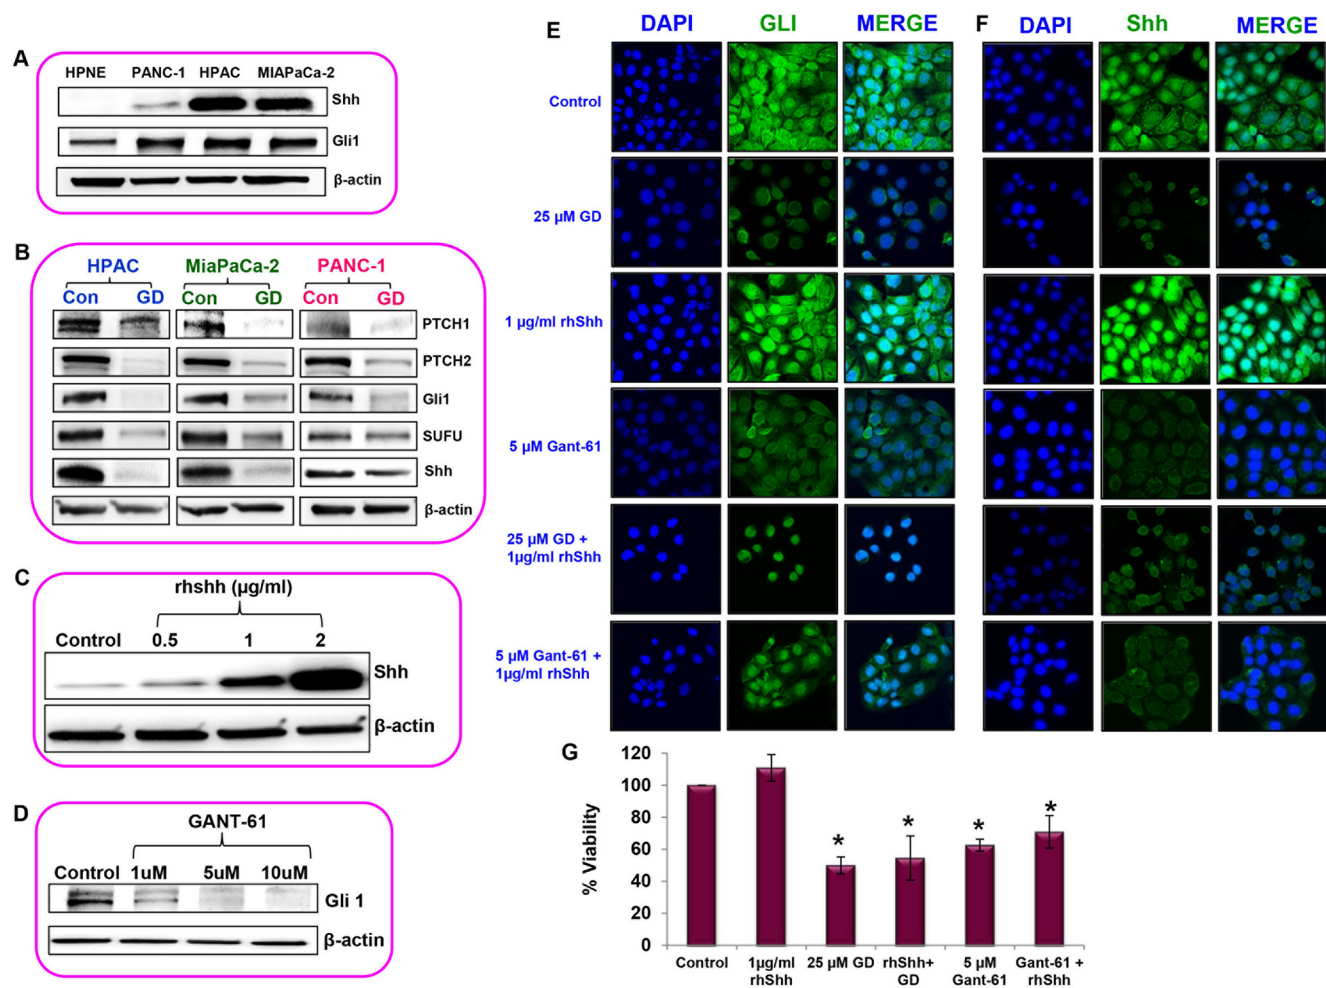 A
HPNE PANC-1 HPAC MIAPaCa-2
Shh
Gli1
β-actin
B
HPAC MiaPaCa-2 PANC-1
Con GD Con GD Con GD
PTCH1
PTCH2
Gli1
SUFU
Shh
β-actin
C
rhshh (µg/ml)
Control 0.5 1 2
Shh
β-actin
D
GANT-61
Control 1uM 5uM 10uM
Gli 1
β-actin
E
DAPI GLI MERGE
Control
25 µM GD
1 µg/ml rhShh
5 µM Gant-61
25 µM GD +
1µg/ml rhShh
5 µM Gant-61 +
1µg/ml rhShh
F
DAPI Shh MERGE
G
% Viability
120
100
80
60
40
20
0
* * * *
Control 1µg/ml 25 µM GD rhShh+ 5 µM Gant-61 +
rhShh GD Gant-61 rhShh